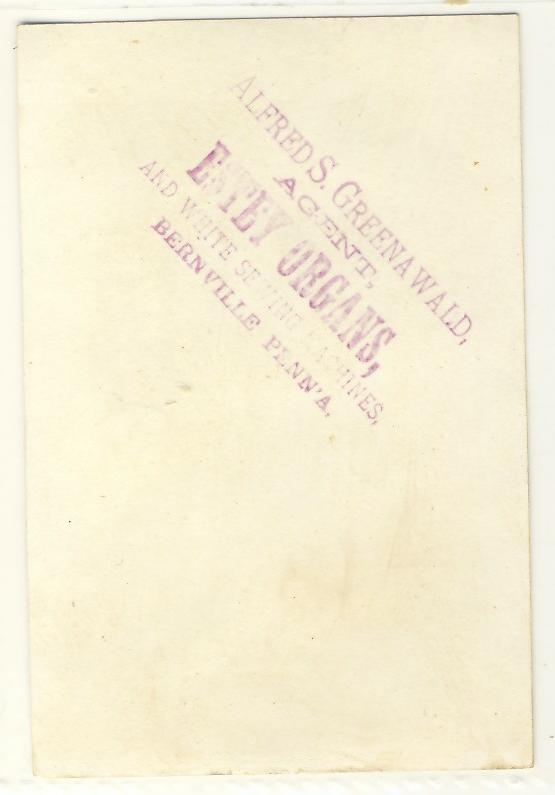 ALFRED S. GREENAWALD,
AGENT,
ESTEY ORGANS,
AND WHITE SEWING MACHINES,
BERNVILLE PENN'A,